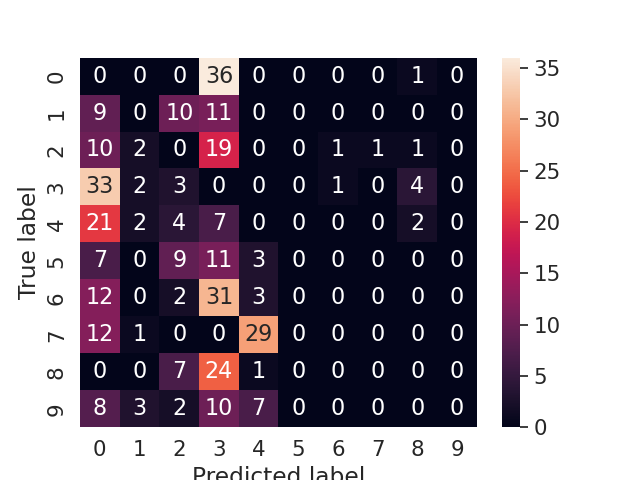 0 0 0 0 36 0 0 0 0 1 0
1 9 0 10 11 0 0 0 0 0 0
2 10 2 0 19 0 0 1 1 1 0
3 33 2 3 0 0 0 1 0 4 0
4 21 2 4 7 0 0 0 0 2 0
5 7 0 9 11 3 0 0 0 0 0
6 12 0 2 31 3 0 0 0 0 0
7 12 1 0 0 29 0 0 0 0 0
8 0 0 7 24 1 0 0 0 0 0
9 8 3 2 10 7 0 0 0 0 0
0 1 2 3 4 5 6 7 8 9
Predicted label
True label
35
30
25
20
15
10
5
0